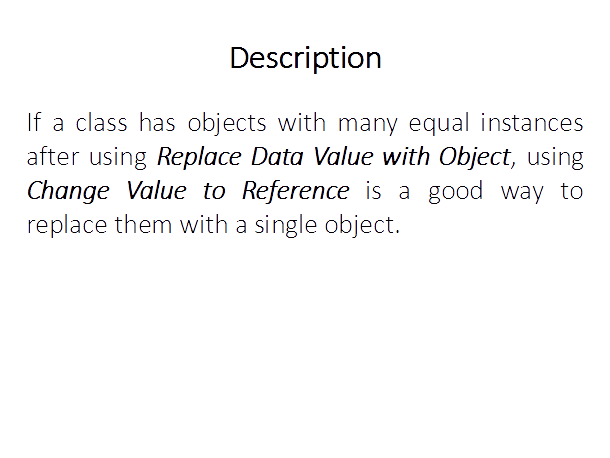 Description
If a class has objects with many equal instances
after using Replace Data Value with Object, using
Change Value to Reference is a good way to
replace them with a single object.